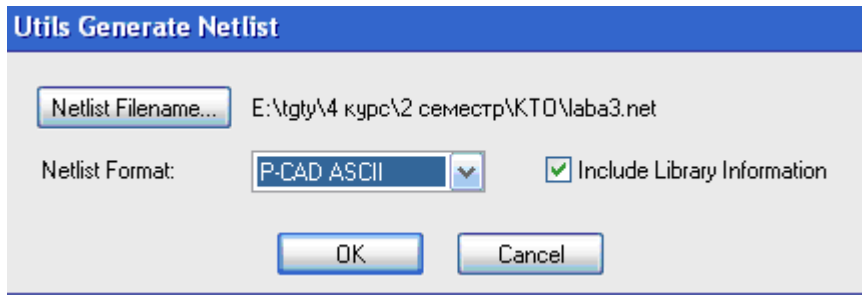 Utils Generate Netlist
Netlist Filename... E:\tgty\4 курс\2 семестр\КТО\laba3.net
Netlist Format: P-CAD ASCII Include Library Information
OK Cancel